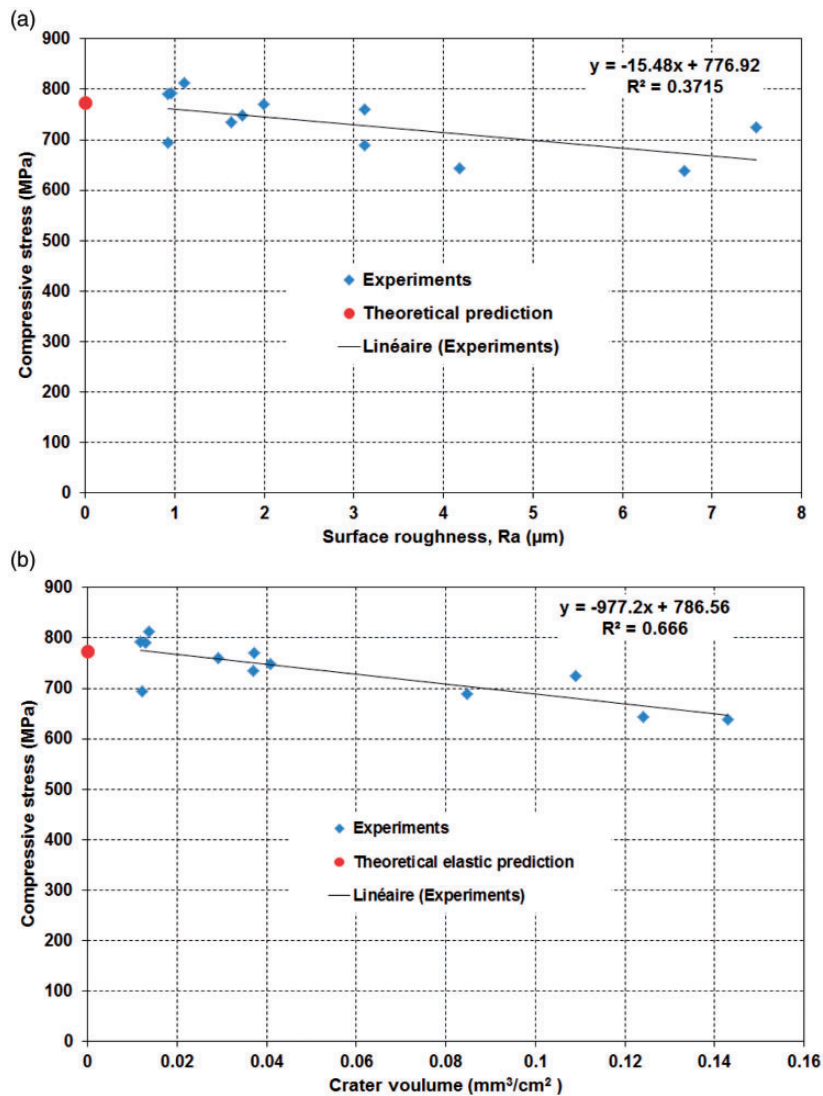 (a)
900
800
700
600
500
400
300
200
100
0
Compressive stress (MPa)
y = -15.48x + 776.92
R² = 0.3715
Experiments
Theoretical prediction
Linéaire (Experiments)
0 1 2 3 4 5 6 7 8
Surface roughness, Ra (µm)
(b)
900
800
700
600
500
400
300
200
100
0
Compressive stress (MPa)
y = -977.2x + 786.56
R² = 0.666
Experiments
Theoretical elastic prediction
Linéaire (Experiments)
0 0.02 0.04 0.06 0.08 0.1 0.12 0.14 0.16
Crater voulume (mm³/cm² )